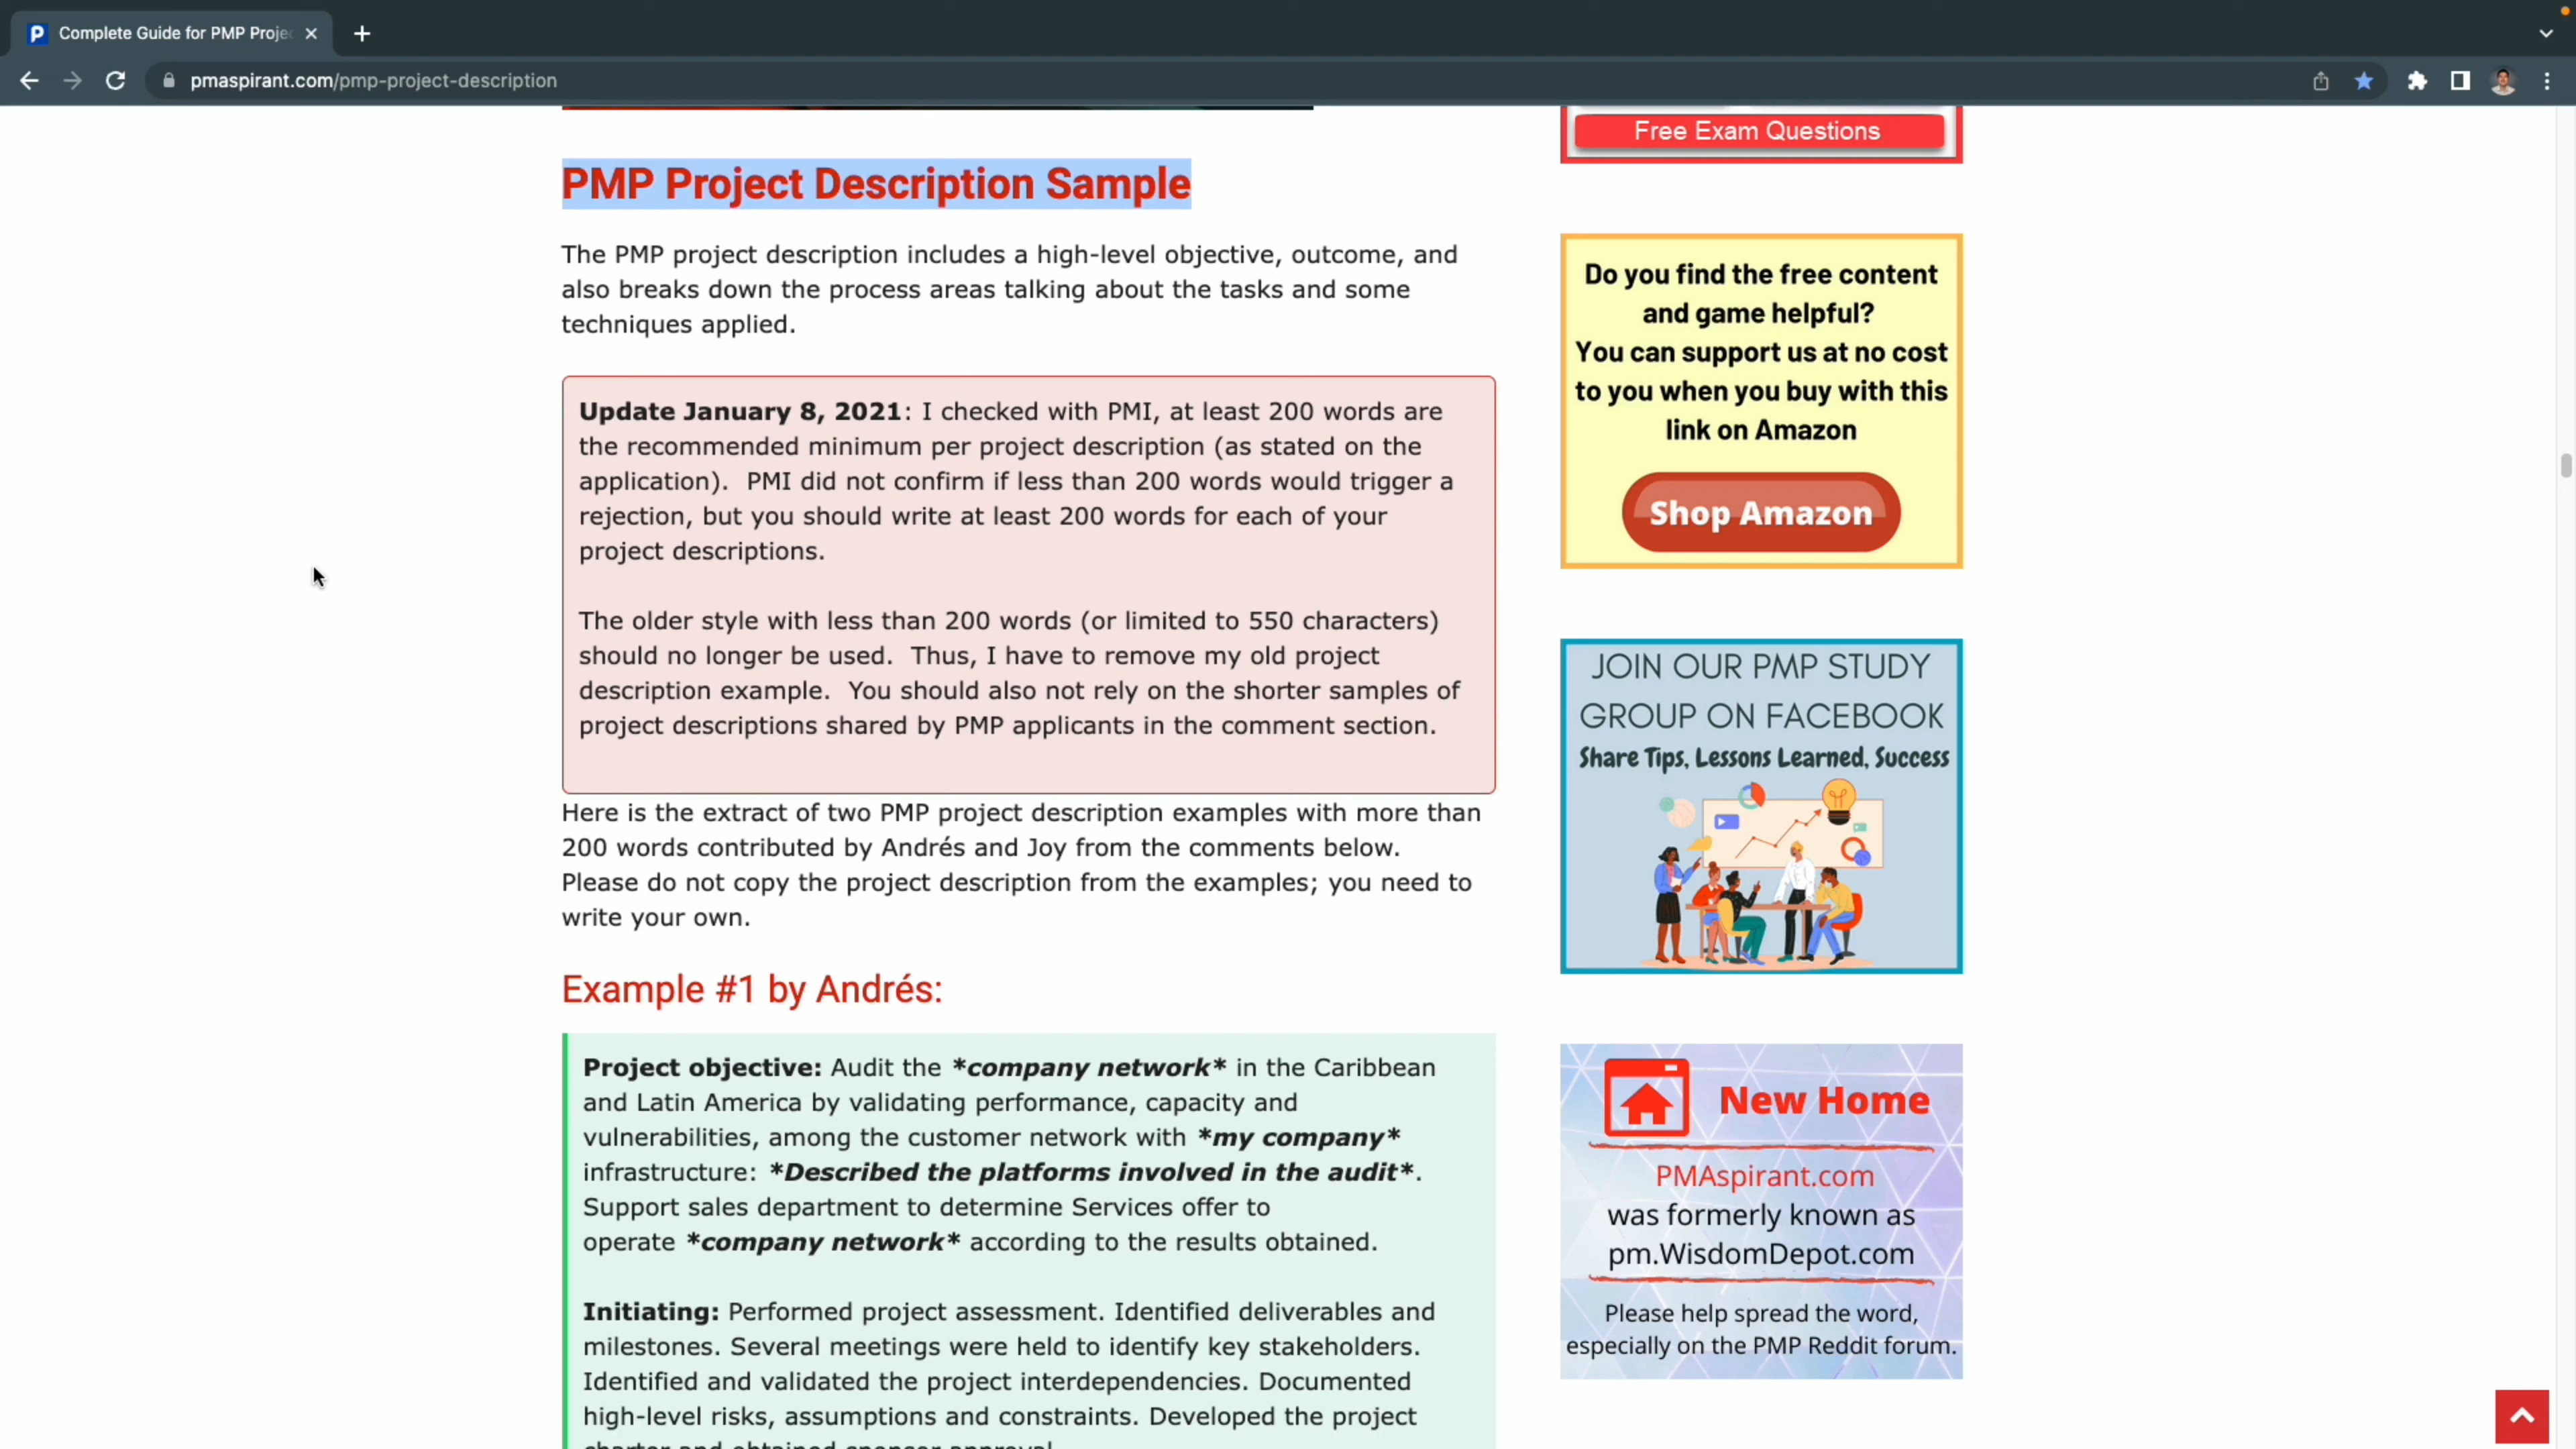 Complete Guide for PMP Proje
pmaspirant.com/pmp-project-description
PMP Project Description Sample
The PMP project description includes a high-level objective, outcome, and
also breaks down the process areas talking about the tasks and some
techniques applied.
Update January 8, 2021: I checked with PMI, at least 200 words are
the recommended minimum per project description (as stated on the
application).  PMI did not confirm if less than 200 words would trigger a
rejection, but you should write at least 200 words for each of your
project descriptions.
The older style with less than 200 words (or limited to 550 characters)
should no longer be used.  Thus, I have to remove my old project
description example.  You should also not rely on the shorter samples of
project descriptions shared by PMP applicants in the comment section.
Here is the extract of two PMP project description examples with more than
200 words contributed by Andrés and Joy from the comments below.
Please do not copy the project description from the examples; you need to
write your own.
Example #1 by Andrés:
Project objective: Audit the *company network* in the Caribbean
and Latin America by validating performance, capacity and
vulnerabilities, among the customer network with *my company*
infrastructure: *Described the platforms involved in the audit*.
Support sales department to determine Services offer to
operate *company network* according to the results obtained.
Initiating: Performed project assessment. Identified deliverables and
milestones. Several meetings were held to identify key stakeholders.
Identified and validated the project interdependencies. Documented
high-level risks, assumptions and constraints. Developed the project
charter and obtained sponsor approval
Free Exam Questions
Do you find the free content
and game helpful?
You can support us at no cost
to you when you buy with this
link on Amazon
Shop Amazon
JOIN OUR PMP STUDY
GROUP ON FACEBOOK
Share Tips, Lessons Learned, Success
New Home
PMAspirant.com
was formerly known as
pm.WisdomDepot.com
Please help spread the word,
especially on the PMP Reddit forum.